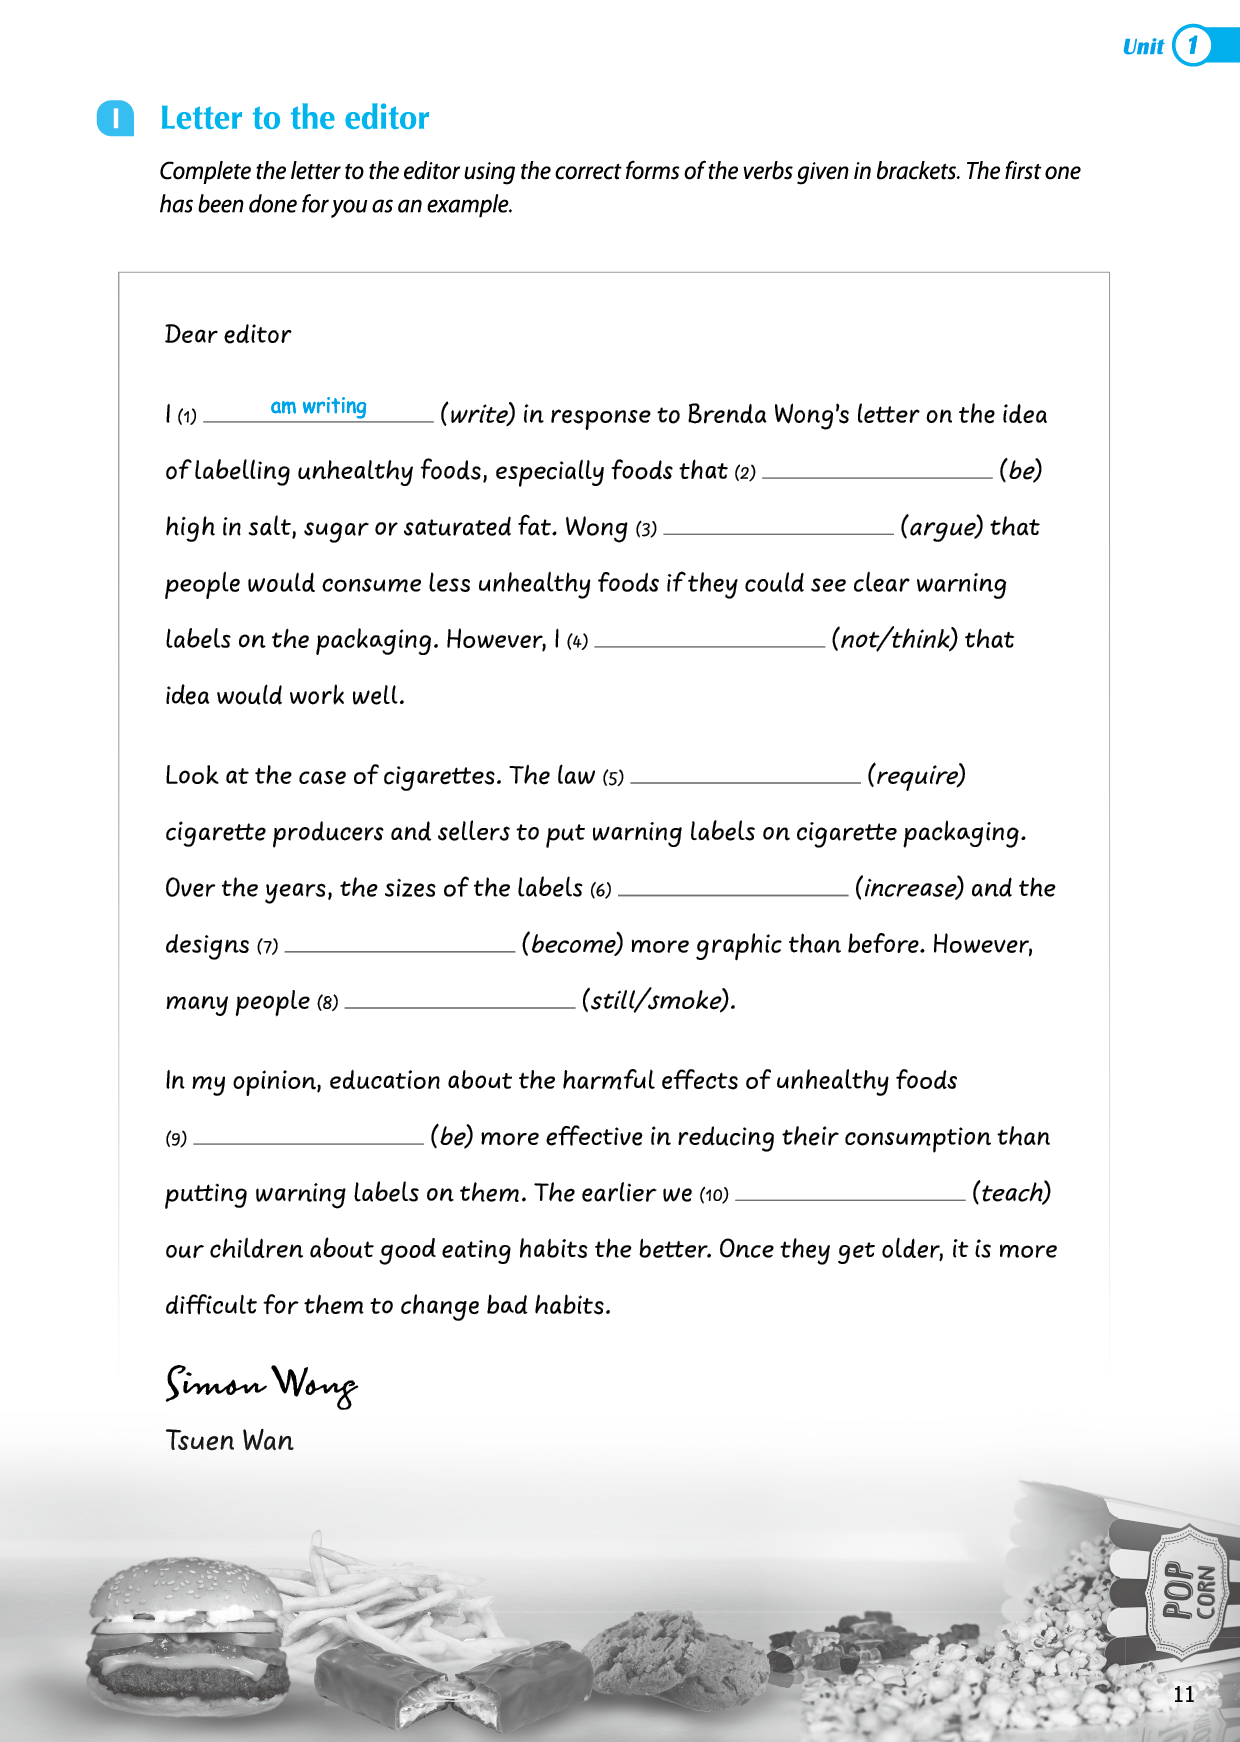 Unit 1
I Letter to the editor
Complete the letter to the editor using the correct forms of the verbs given in brackets. The first one
has been done for you as an example.
Dear editor
I (1) am writing (write) in response to Brenda Wong's letter on the idea
of labelling unhealthy foods, especially foods that (2) ____ (be)
high in salt, sugar or saturated fat. Wong (3) ____ (argue) that
people would consume less unhealthy foods if they could see clear warning
labels on the packaging. However, I (4) ____ (not/think) that
idea would work well.
Look at the case of cigarettes. The law (5) ____ (require)
cigarette producers and sellers to put warning labels on cigarette packaging.
Over the years, the sizes of the labels (6) ____ (increase) and the
designs (7) ____ (become) more graphic than before. However,
many people (8) ____ (still/smoke).
In my opinion, education about the harmful effects of unhealthy foods
(9) ____ (be) more effective in reducing their consumption than
putting warning labels on them. The earlier we (10) ____ (teach)
our children about good eating habits the better. Once they get older, it is more
difficult for them to change bad habits.
Simon Wong
Tsuen Wan
POP
CORN
11